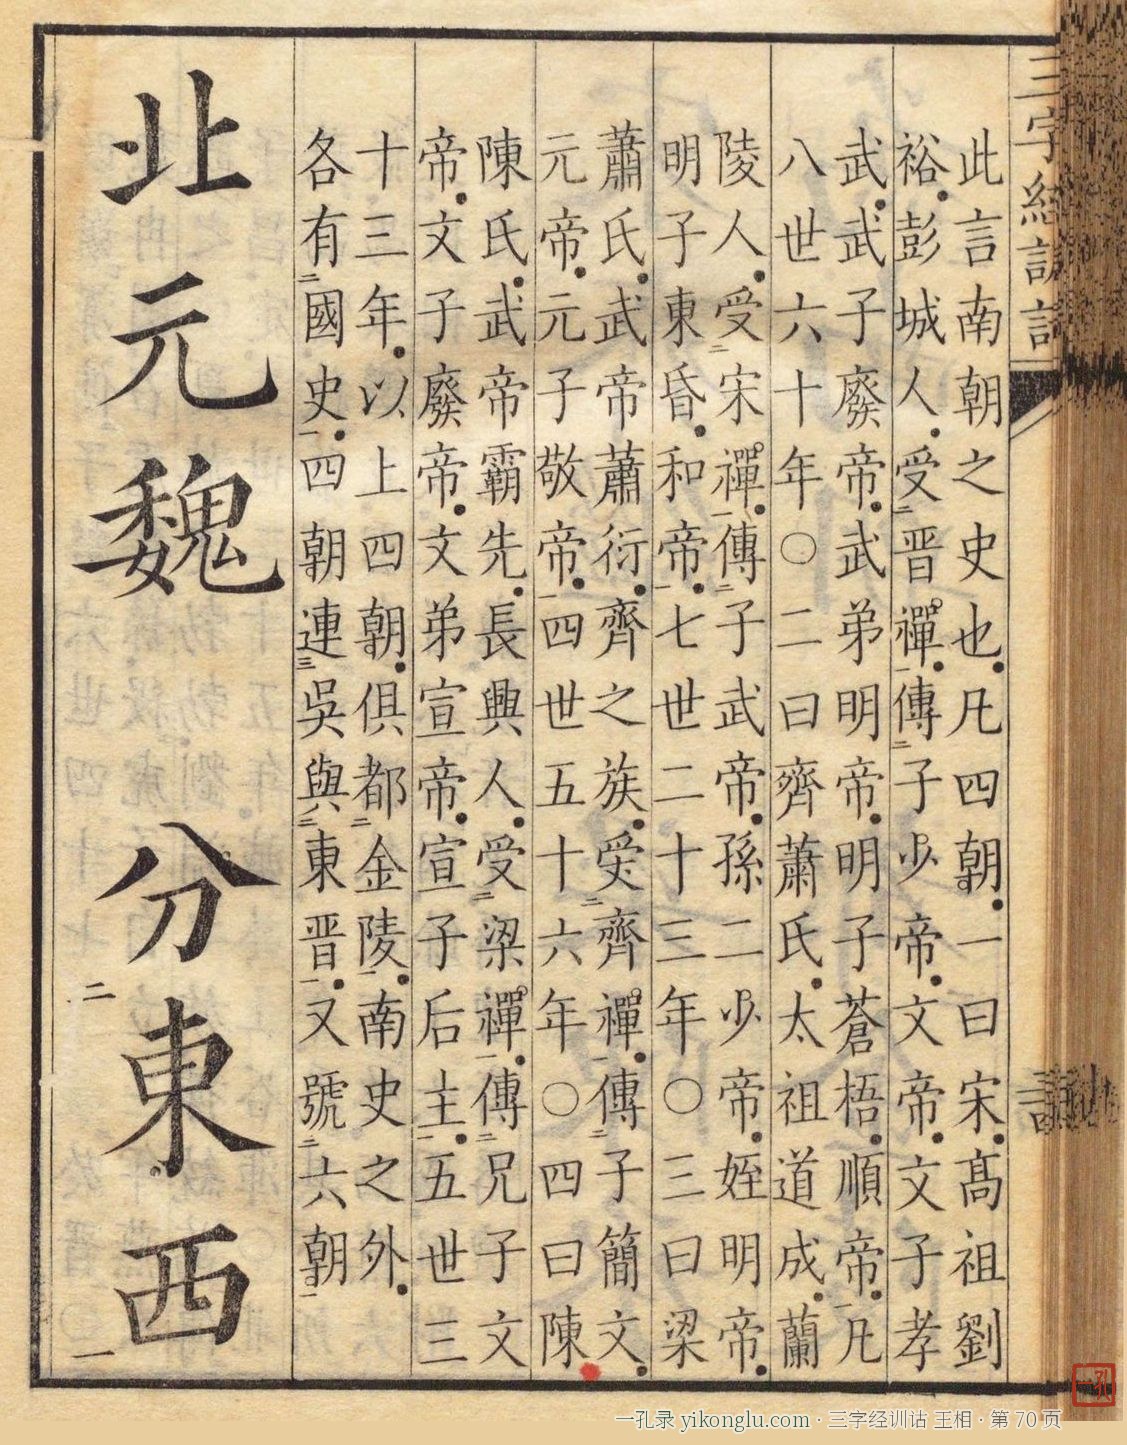 三字經訓詁
此言南朝之史也凡四朝一曰宋高祖劉
裕彭城人受晋禪傳子少帝文帝文子孝
武武子廢帝武弟明帝明子蒼梧順帝凡
八世六十年〇二曰齊蕭氏太祖道成蘭
陵人受宋禪傳子武帝孫二少帝姪明帝
明子東昏和帝七世二十三年〇三曰梁
蕭氏武帝蕭衍齊之族受齊禪傳子簡文
元帝元子敬帝四世五十六年〇四曰陳
陳氏武帝霸先長興人受梁禪傳兄子文
帝文子廢帝文弟宣帝宣子后主五世三
十三年以上四朝俱都金陵南史之外
各有國史四朝連吳與東晋又號六朝
北元魏 分東西
一孔录 yikonglu.com · 三字经训诂 王相 · 第 70 页
一孔